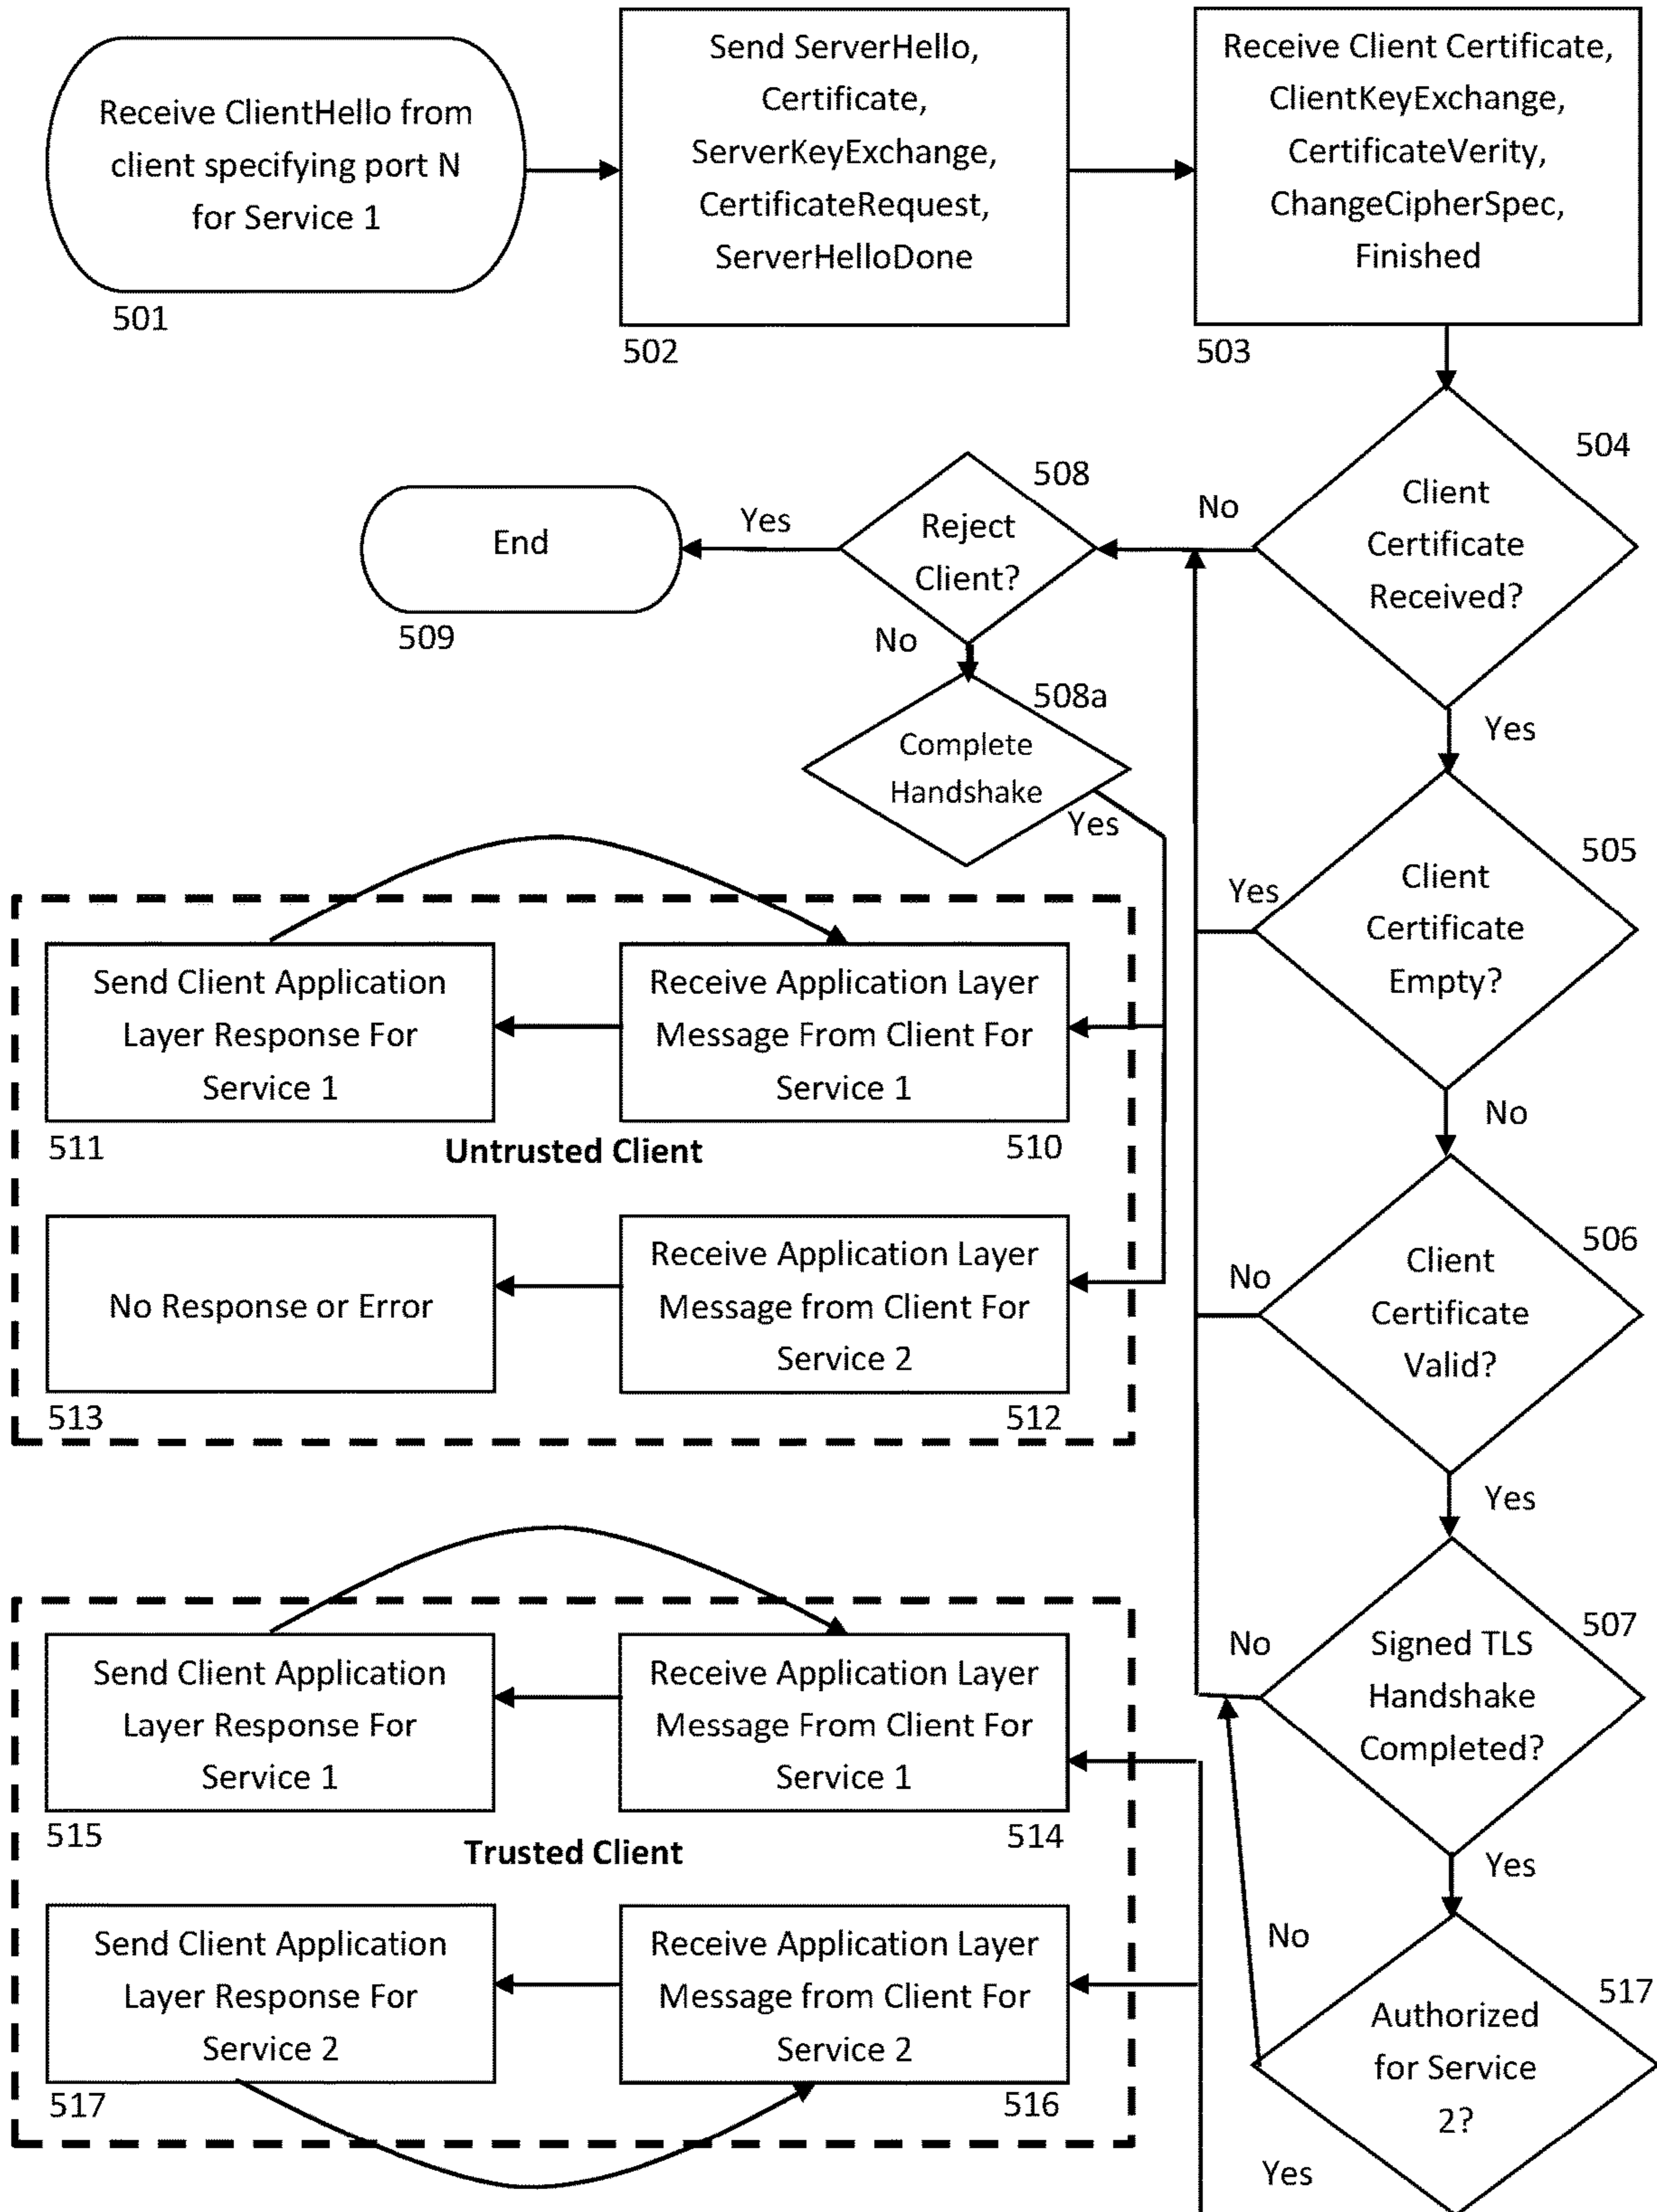 Receive ClientHello from
client specifying port N
for Service 1
501
Send ServerHello,
Certificate,
ServerKeyExchange,
CertificateRequest,
ServerHelloDone
502
Receive Client Certificate,
ClientKeyExchange,
CertificateVerity,
ChangeCipherSpec,
Finished
503
504
Client
Certificate
Received?
No
Yes
508
Reject
Client?
Yes
No
End
509
508a
Complete
Handshake
Yes
505
Client
Certificate
Empty?
Yes
No
Send Client Application
Layer Response For
Service 1
511
Receive Application Layer
Message From Client For
Service 1
510
Untrusted Client
No Response or Error
513
Receive Application Layer
Message from Client For
Service 2
512
506
Client
Certificate
Valid?
No
Yes
507
Signed TLS
Handshake
Completed?
No
Yes
Send Client Application
Layer Response For
Service 1
515
Receive Application Layer
Message From Client For
Service 1
514
Trusted Client
Send Client Application
Layer Response For
Service 2
517
Receive Application Layer
Message from Client For
Service 2
516
No
517
Authorized
for Service
2?
Yes